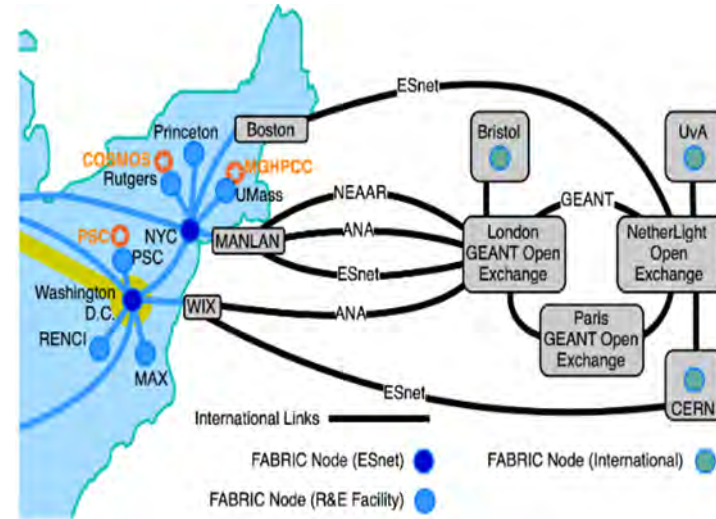 ESnet
Princeton
Boston
Bristol
UvA
COSMOS
MGHPCC
Rutgers
UMass
NEAAR
GEANT
PSC
NYC
MANLAN
ANA
London
GEANT Open
Exchange
NetherLight
Open
Exchange
PSC
ESnet
Washington
D.C.
WIX
ANA
Paris
GEANT Open
Exchange
RENCI
MAX
ESnet
CERN
International Links
FABRIC Node (ESnet)
FABRIC Node (International)
FABRIC Node (R&E Facility)